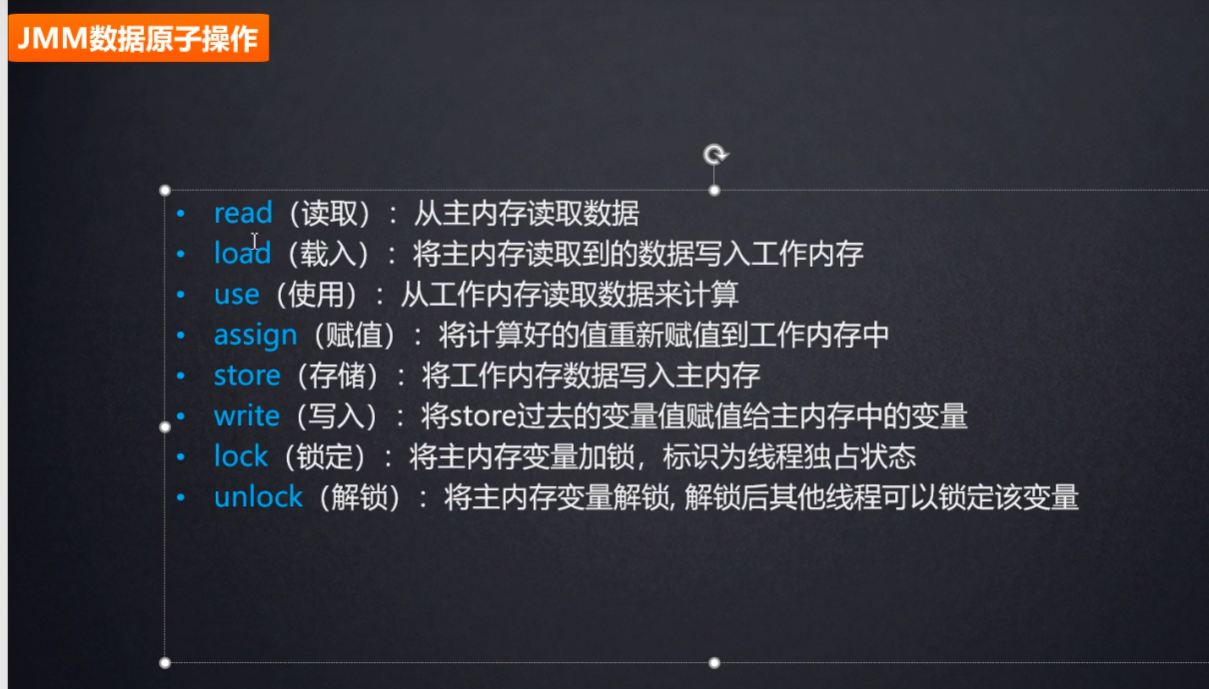 JMM数据原子操作
• read（读取）：从主内存读取数据
• load（载入）：将主内存读取到的数据写入工作内存
• use（使用）：从工作内存读取数据来计算
• assign（赋值）：将计算好的值重新赋值到工作内存中
• store（存储）：将工作内存数据写入主内存
• write（写入）：将store过去的变量值赋值给主内存中的变量
• lock（锁定）：将主内存变量加锁，标识为线程独占状态
• unlock（解锁）：将主内存变量解锁, 解锁后其他线程可以锁定该变量